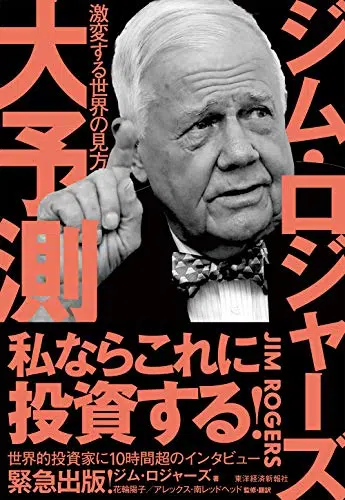 ジム・ロジャーズ
JIM ROGERS
激変する世界の見方
大予測
私ならこれに
投資する!
世界的投資家に10時間超のインタビュー
緊急出版!
ジム・ロジャーズ 著
花輪陽子/アレックス・南レッドヘッド 監修・翻訳
東洋経済新報社